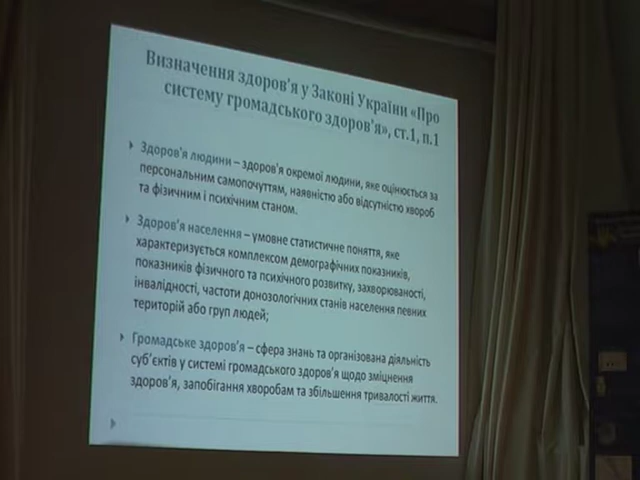 Визначення здоров'я у Законі України «Про
систему громадського здоров'я», ст.1, п.1
Здоров'я людини – здоров'я окремої людини, яке оцінюється за
персональним самопочуттям, наявністю або відсутністю хвороб
та фізичним і психічним станом.
Здоров'я населення – умовне статистичне поняття, яке
характеризується комплексом демографічних показників,
показників фізичного та психічного розвитку, захворюваності,
інвалідності, частоти донозологічних станів населення певних
територій або груп людей;
Громадське здоров'я – сфера знань та організована діяльність
суб'єктів у системі громадського здоров'я щодо зміцнення
здоров'я, запобігання хворобам та збільшення тривалості життя.